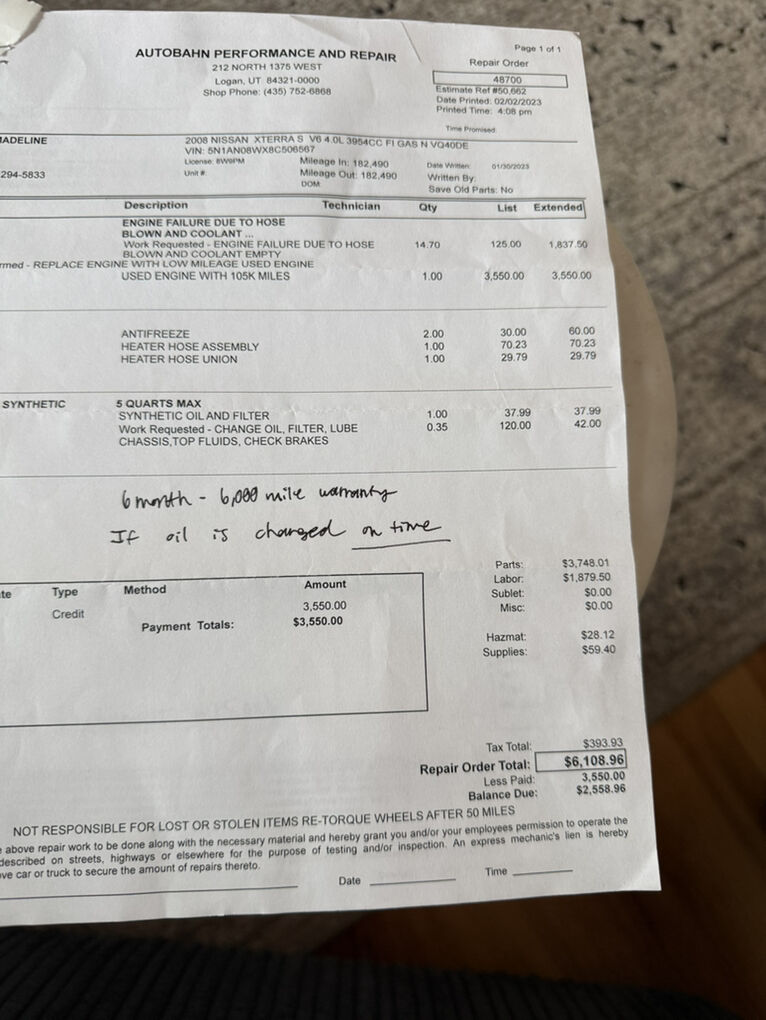 Page 1 of 1
AUTOBAHN PERFORMANCE AND REPAIR
212 NORTH 1375 WEST
Logan, UT 84321-0000
Shop Phone: (435) 752-6868
Repair Order
48700
Estimate Ref #50,662
Date Printed: 02/02/2023
Printed Time: 4:08 pm
Time Promised:
MADELINE
2008 NISSAN XTERRA S V6 4.0L 3954CC FI GAS N VQ40DE
VIN: 5N1AN08WX8C506567
License: 8W9PM Mileage In: 182,490 Date Written: 01/30/2023
294-5833 Unit #: Mileage Out: 182,490 Written By:
DOM: Save Old Parts: No
Description Technician Qty List Extended
ENGINE FAILURE DUE TO HOSE
BLOWN AND COOLANT ...
Work Requested - ENGINE FAILURE DUE TO HOSE 14.70 125.00 1,837.50
BLOWN AND COOLANT EMPTY
rmed - REPLACE ENGINE WITH LOW MILEAGE USED ENGINE
USED ENGINE WITH 105K MILES 1.00 3,550.00 3,550.00
ANTIFREEZE 2.00 30.00 60.00
HEATER HOSE ASSEMBLY 1.00 70.23 70.23
HEATER HOSE UNION 1.00 29.79 29.79
SYNTHETIC 5 QUARTS MAX
SYNTHETIC OIL AND FILTER 1.00 37.99 37.99
Work Requested - CHANGE OIL, FILTER, LUBE 0.35 120.00 42.00
CHASSIS,TOP FLUIDS, CHECK BRAKES
6 month - 6,000 mile warranty
If oil is changed on time
Parts: $3,748.01
Labor: $1,879.50
Sublet: $0.00
Misc: $0.00
Hazmat: $28.12
Supplies: $59.40
te Type Method Amount
Credit 3,550.00
Payment Totals: $3,550.00
Tax Total: $393.93
Repair Order Total: $6,108.96
Less Paid: 3,550.00
Balance Due: $2,558.96
NOT RESPONSIBLE FOR LOST OR STOLEN ITEMS RE-TORQUE WHEELS AFTER 50 MILES
e above repair work to be done along with the necessary material and hereby grant you and/or your employees permission to operate the
described on streets, highways or elsewhere for the purpose of testing and/or inspection. An express mechanic's lien is hereby
ve car or truck to secure the amount of repairs thereto.
Date Time